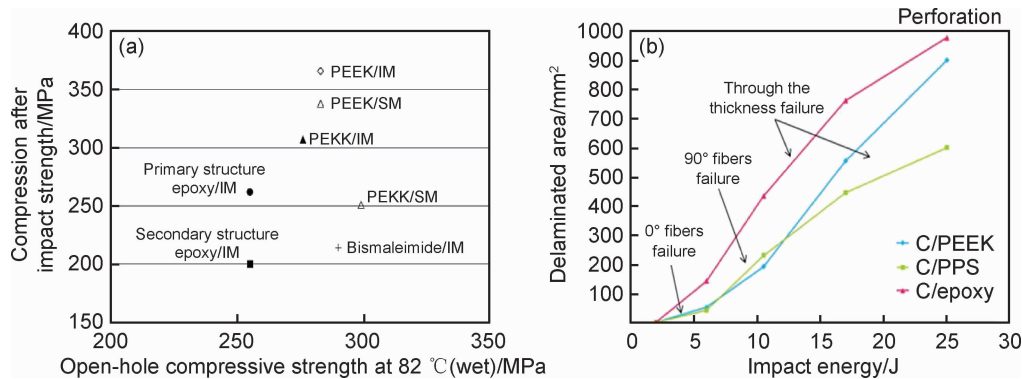 (a)
400
350
300
250
200
150
Compression after
impact strength/MPa
PEEK/IM
PEEK/SM
PEKK/IM
Primary structure
epoxy/IM
PEKK/SM
Secondary structure
epoxy/IM
Bismaleimide/IM
200
250
300
350
Open-hole compressive strength at 82 ℃(wet)/MPa
Perforation
(b)
1000
900
800
700
600
500
400
300
200
100
Delaminated area/mm²
Through the
thickness failure
90° fibers
failure
0° fibers
failure
C/PEEK
C/PPS
C/epoxy
0
5
10
15
20
25
30
Impact energy/J